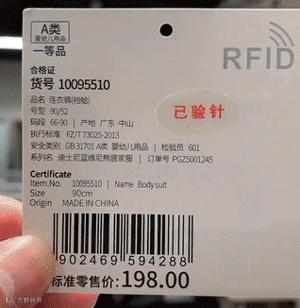 A类
婴幼儿用品
RFID
一等品
合格证
货号 10095510
品名 | 连衣裤(裆蛤)
号型 | 90/52
码段 | 66-90 | 产地 | 广东·中山
执行标准 | FZ/T 73025-2013
安全类别 | GB 31701 A类 婴幼儿用品 | 检验员 | 601
系列名 | 迪士尼蓝维尼熊居家服 | 订单号 | PGZ5001245
已验针
Certificate
Item.No. | 10095510 | Name Bodysuit
Size | 90cm
Origin | MADE IN CHINA
902469 594288
标准零售价: 198.00